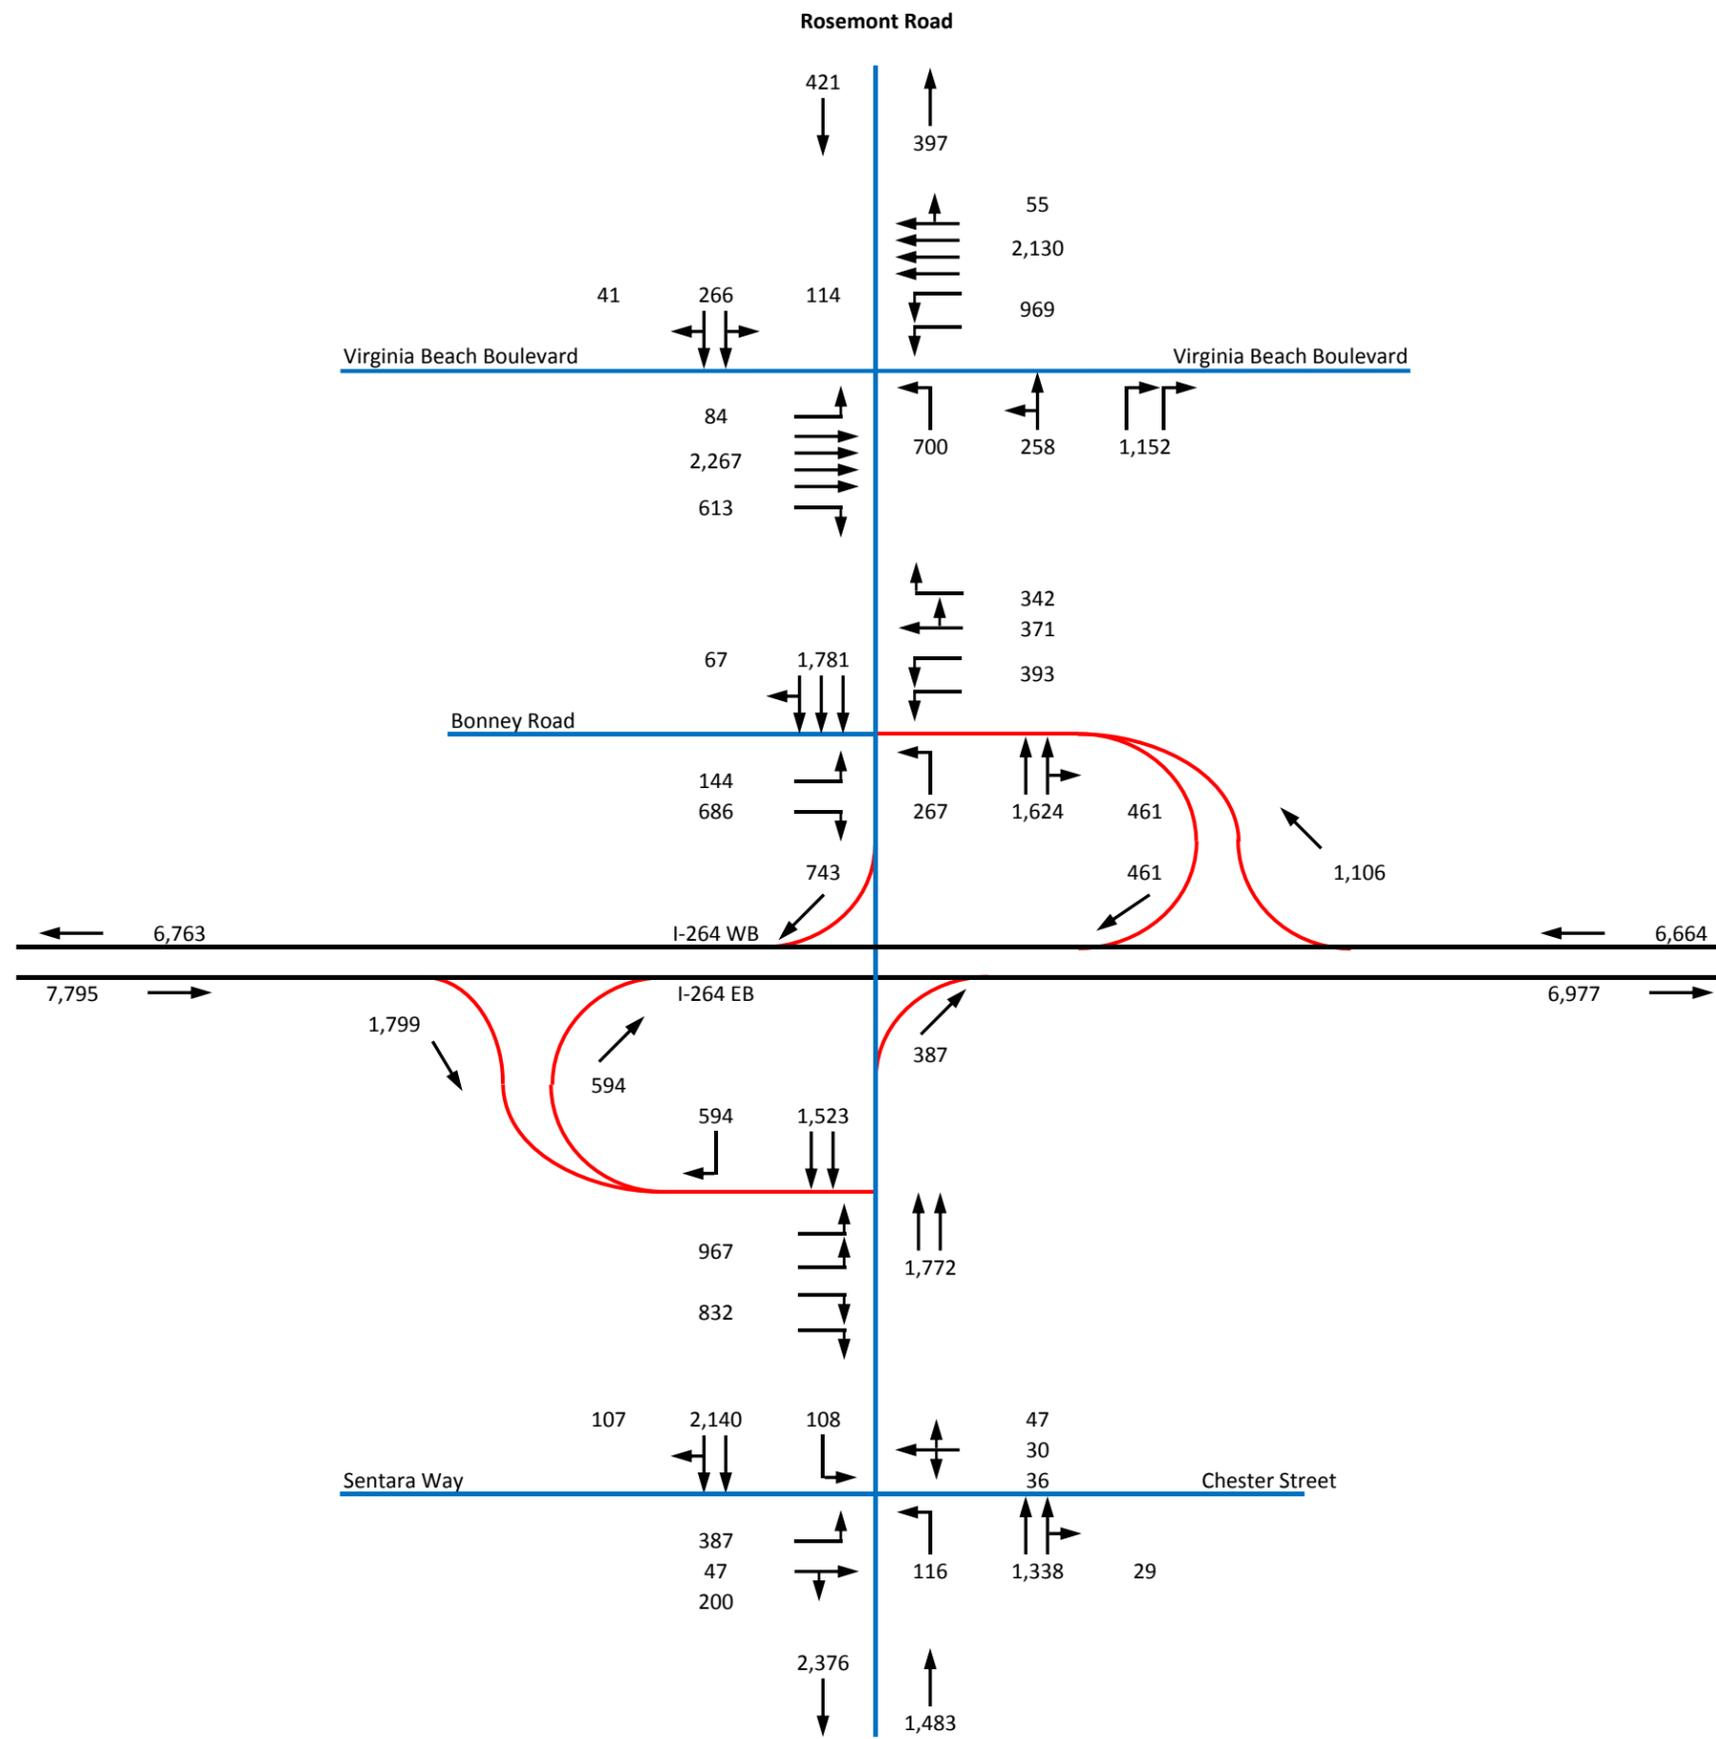 Rosemont Road
421
397
55
2,130
41 266 114
969
Virginia Beach Boulevard Virginia Beach Boulevard
84
700 258 1,152
2,267
613
342
371
67 1,781
393
Bonney Road
144
686 267 1,624 461
743 461 1,106
6,763 I-264 WB 6,664
7,795 I-264 EB 6,977
1,799
387
594
594 1,523
967
1,772
832
107 2,140 108 47
30
Sentara Way 36 Chester Street
387
47 116 1,338 29
200
2,376
1,483